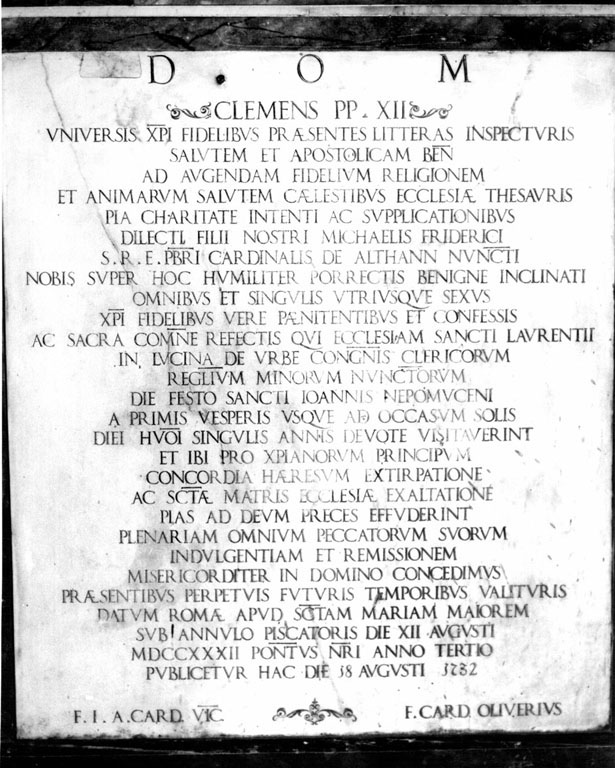 D . O M
CLEMENS PP. XII
VNIVERSIS XPI FIDELIBVS PRÆSENTES LITTERAS INSPECTVRIS
SALVTEM ET APOSTOLICAM BEN
AD AVGENDAM FIDELIVM RELIGIONEM
ET ANIMARVM SALVTEM CÆLESTIBVS ECCLESIÆ THESAVRIS
PIA CHARITATE INTENTI AC SVPPLICATIONIBVS
DILECTI FILII NOSTRI MICHAELIS FRIDERICI
S. R. E. PBRI CARDINALIS DE ALTHANN NVNCTI
NOBIS SVPER HOC HVMILITER PORRECTIS BENIGNE INCLINATI
OMNIBVS ET SINGVLIS VTRIVSQVE SEXVS
XPI FIDELIBVS VERE PÆNITENTIBVS ET CONFESSIS
AC SACRA COMNE REFECTIS QVI ECCLESIAM SANCTI LAVRENTII
IN LVCINA DE VRBE CONGNIS CLERICORVM
REGLIVM MINORVM NVNCTORVM
DIE FESTO SANCTI IOANNIS NEPOMVCENI
A PRIMIS VESPERIS VSQVE AD OCCASVM SOLIS
DIEI HVOI SINGVLIS ANNIS DEVOTE VISITAVERINT
ET IBI PRO XPIANORVM PRINCIPVM
CONCORDIA HÆRESVM EXTIRPATIONE
AC SCTÆ MATRIS ECCLESIÆ EXALTATIONE
PIAS AD DEVM PRECES EFFVDERINT
PLENARIAM OMNIVM PECCATORVM SVORVM
INDVLGENTIAM ET REMISSIONEM
MISERICORDITER IN DOMINO CONCEDIMVS
PRÆSENTIBVS PERPETVIS FVTVRIS TEMPORIBVS VALITVRIS
DATVM ROMÆ APVD SCTAM MARIAM MAIOREM
SVB ANNVLO PISCATORIS DIE XII AVGVSTI
MDCCXXXII PONTVS NRI ANNO TERTIO
PVBLICETVR HAC DIE 18 AVGVSTI 1732
F. I. A. CARD. VIC.
F. CARD OLIVERIVS